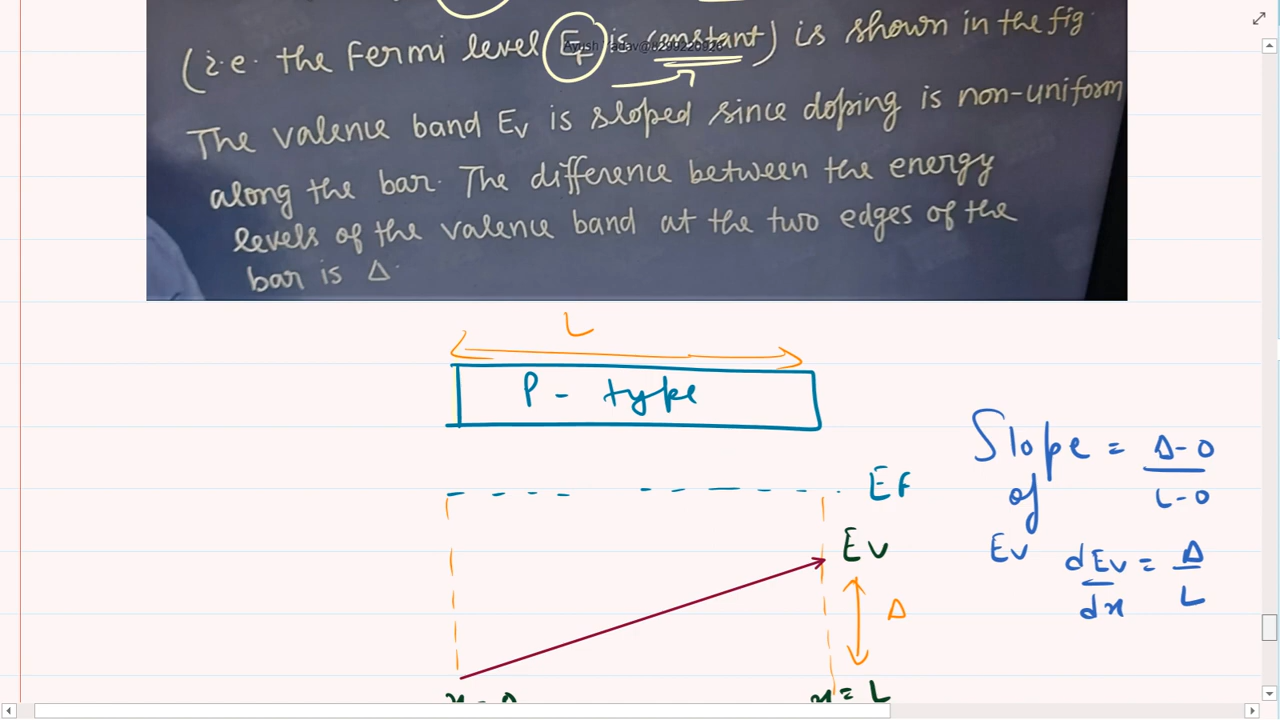 (i.e. the Fermi level EF is constant) is shown in the fig.
The valence band Ev is sloped since doping is non-uniform
along the bar. The difference between the energy
levels of the valence band at the two edges of the
bar is Δ.
L
P - type
EF
Slope of Ev = Δ-0 / L-0
Ev
dEv/dx = Δ/L
Δ
x = L